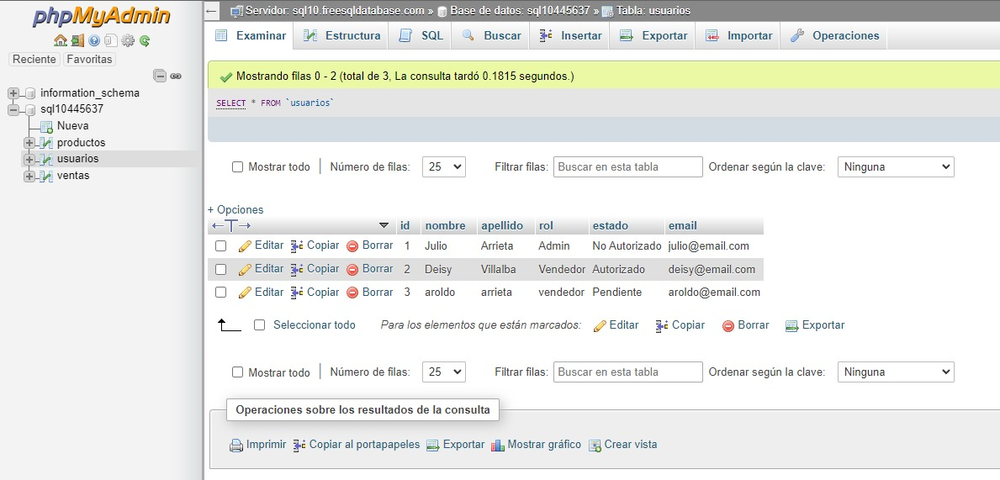 phpMyAdmin
Reciente Favoritas
information_schema
sql10445637
Nueva
productos
usuarios
ventas
Servidor: sql10.freesqldatabase.com » Base de datos: sql10445637 » Tabla: usuarios
Examinar Estructura SQL Buscar Insertar Exportar Importar Operaciones
Mostrando filas 0 - 2 (total de 3, La consulta tardó 0.1815 segundos.)
SELECT * FROM `usuarios`
Mostrar todo Número de filas: 25 Filtrar filas: Buscar en esta tabla Ordenar según la clave: Ninguna
+ Opciones
←T→ id nombre apellido rol estado email
Editar Copiar Borrar 1 Julio Arrieta Admin No Autorizado julio@email.com
Editar Copiar Borrar 2 Deisy Villalba Vendedor Autorizado deisy@email.com
Editar Copiar Borrar 3 aroldo arrieta vendedor Pendiente aroldo@email.com
Seleccionar todo Para los elementos que están marcados: Editar Copiar Borrar Exportar
Mostrar todo Número de filas: 25 Filtrar filas: Buscar en esta tabla Ordenar según la clave: Ninguna
Operaciones sobre los resultados de la consulta
Imprimir Copiar al portapapeles Exportar Mostrar gráfico Crear vista